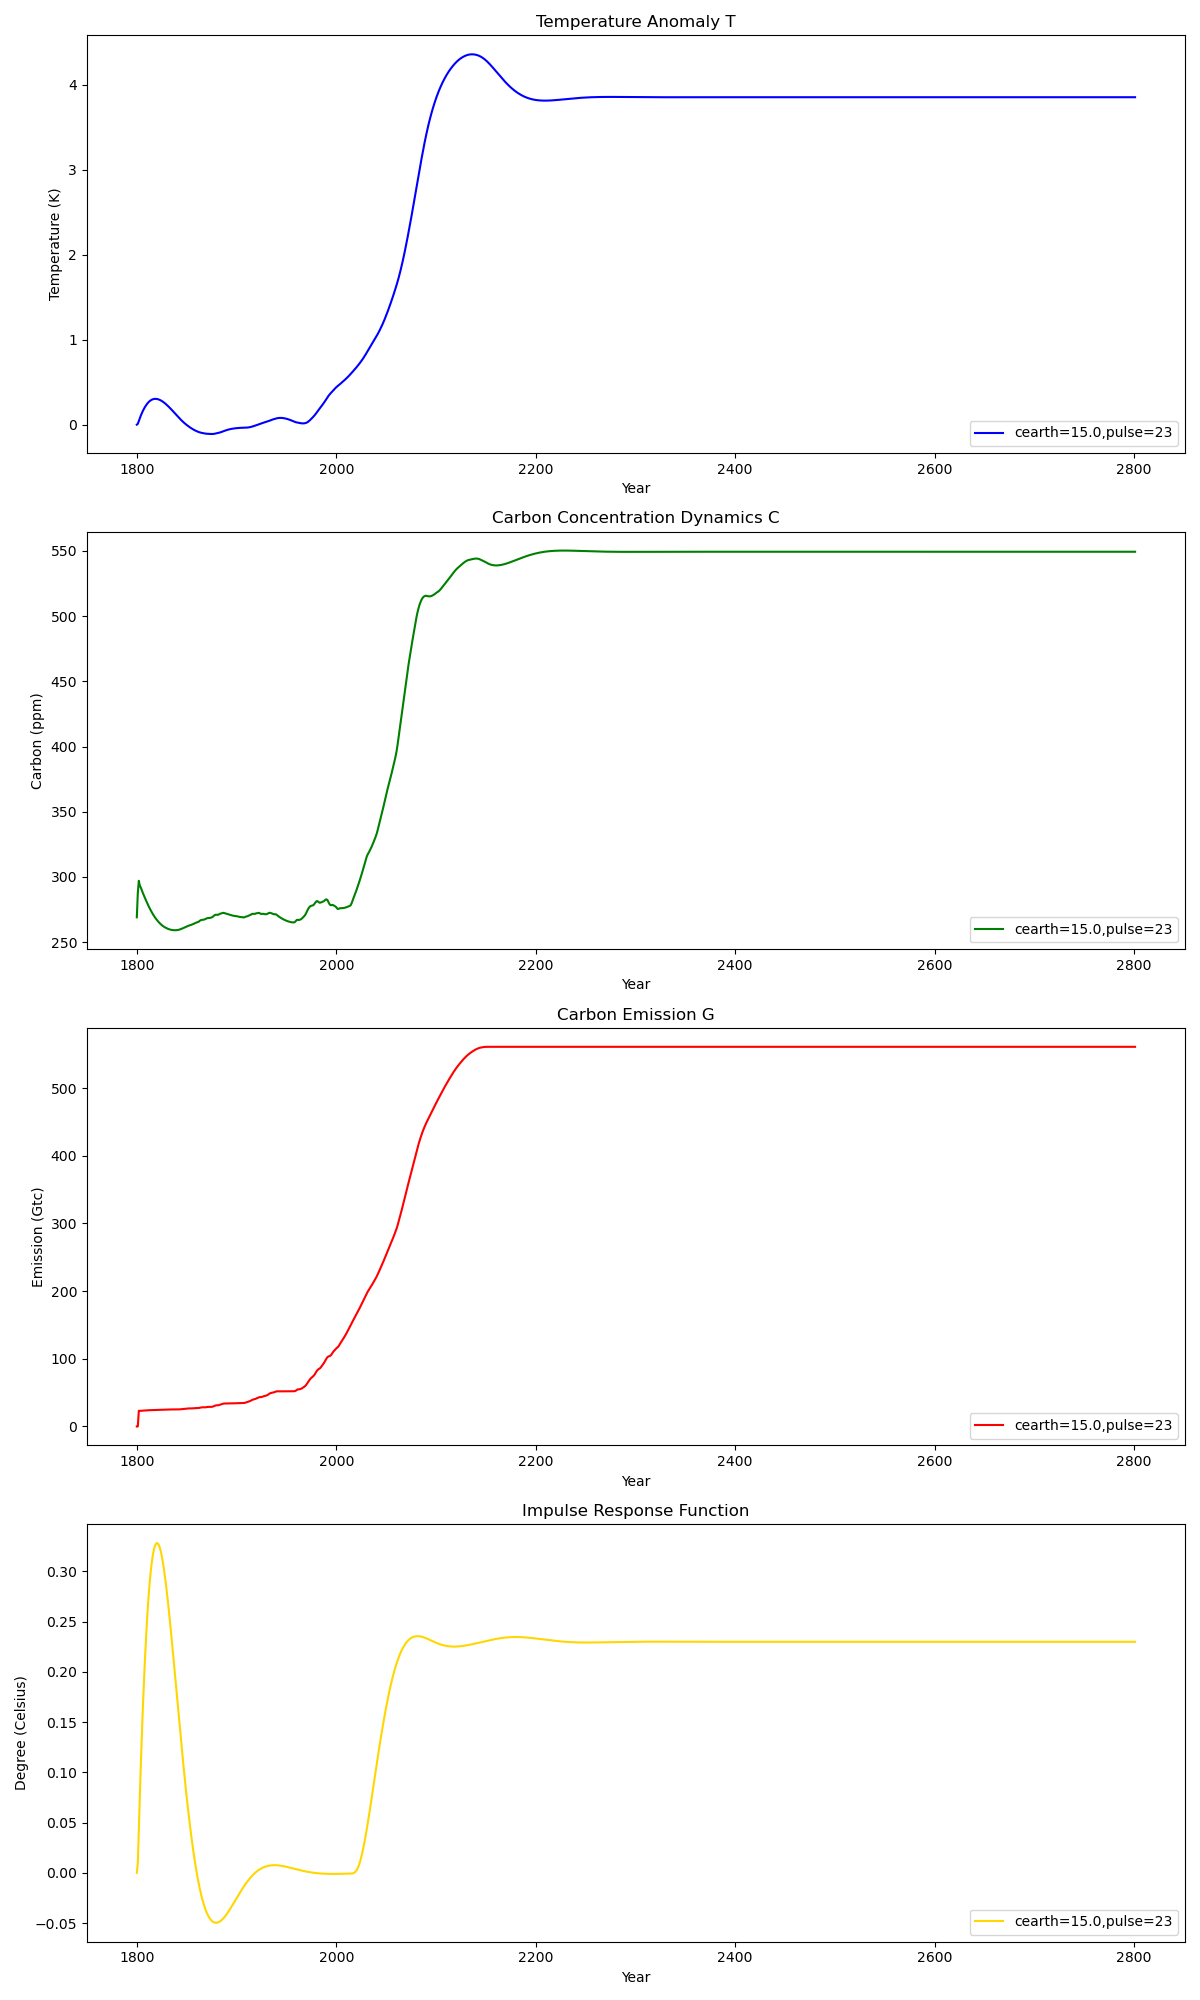 Temperature Anomaly T
4
3
2
1
0
Temperature (K)
cearth=15.0,pulse=23
1800 2000 2200 2400 2600 2800
Year
Carbon Concentration Dynamics C
550
500
450
400
350
300
250
Carbon (ppm)
cearth=15.0,pulse=23
1800 2000 2200 2400 2600 2800
Year
Carbon Emission G
500
400
300
200
100
0
Emission (Gtc)
cearth=15.0,pulse=23
1800 2000 2200 2400 2600 2800
Year
Impulse Response Function
0.30
0.25
0.20
0.15
0.10
0.05
0.00
−0.05
Degree (Celsius)
cearth=15.0,pulse=23
1800 2000 2200 2400 2600 2800
Year